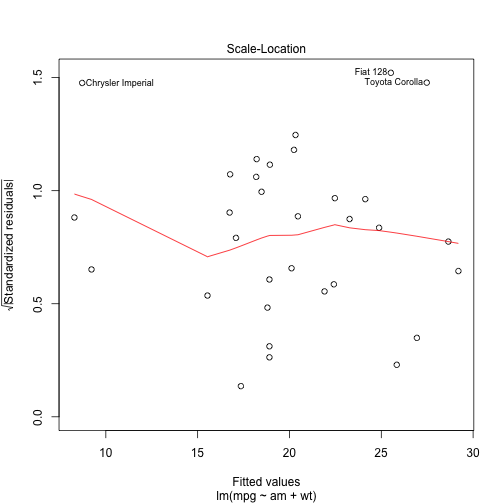 Scale-Location
√|Standardized residuals|
1.5
1.0
0.5
0.0
Chrysler Imperial
Fiat 128
Toyota Corolla
10 15 20 25 30
Fitted values
lm(mpg ~ am + wt)